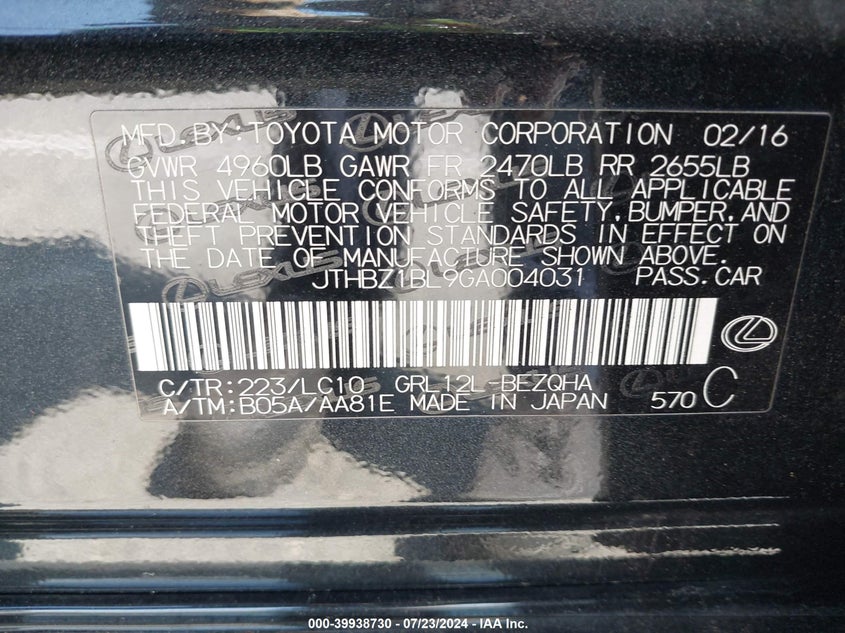 MFD BY:TOYOTA MOTOR CORPORATION 02/16
GVWR 4960LB GAWR FR 2470LB RR 2655LB
THIS VEHICLE CONFORMS TO ALL APPLICABLE
FEDERAL MOTOR VEHICLE SAFETY,BUMPER,AND
THEFT PREVENTION STANDARDS IN EFFECT ON
THE DATE OF MANUFACTURE SHOWN ABOVE.
JTHBZ1BL9GA004031 PASS.CAR
C/TR:223/LC10 GRL12L-BEZQHA
A/TM:B05A/AA81E MADE IN JAPAN 570 C
000-39938730 - 07/23/2024 - IAA Inc.